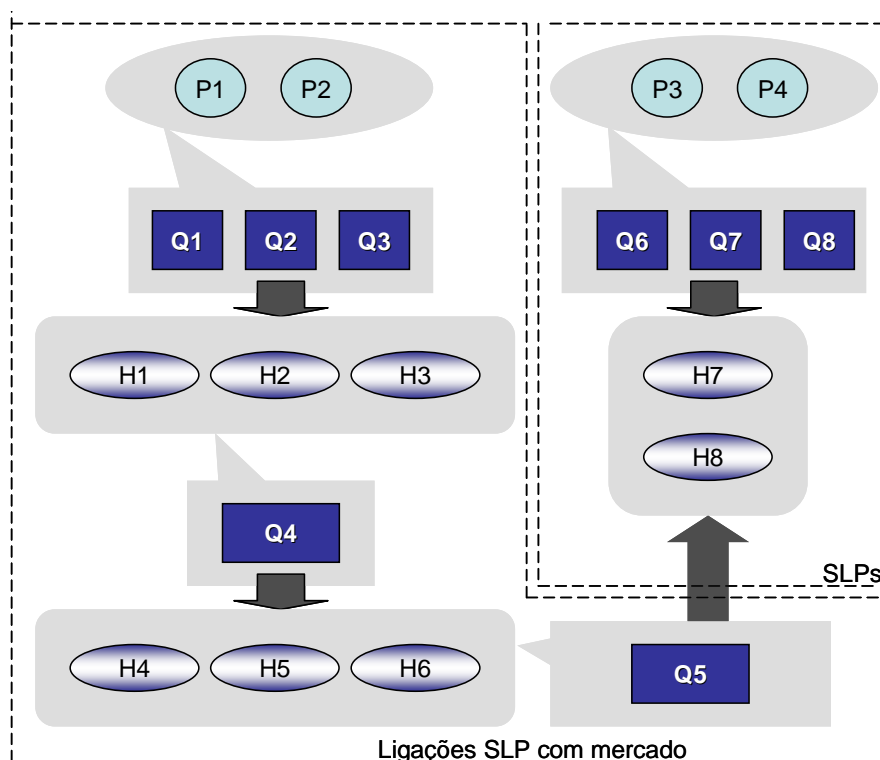 P1 P2
P3 P4
Q1 Q2 Q3
Q6 Q7 Q8
H1 H2 H3
H7
H8
Q4
SLPs
H4 H5 H6
Q5
Ligações SLP com mercado